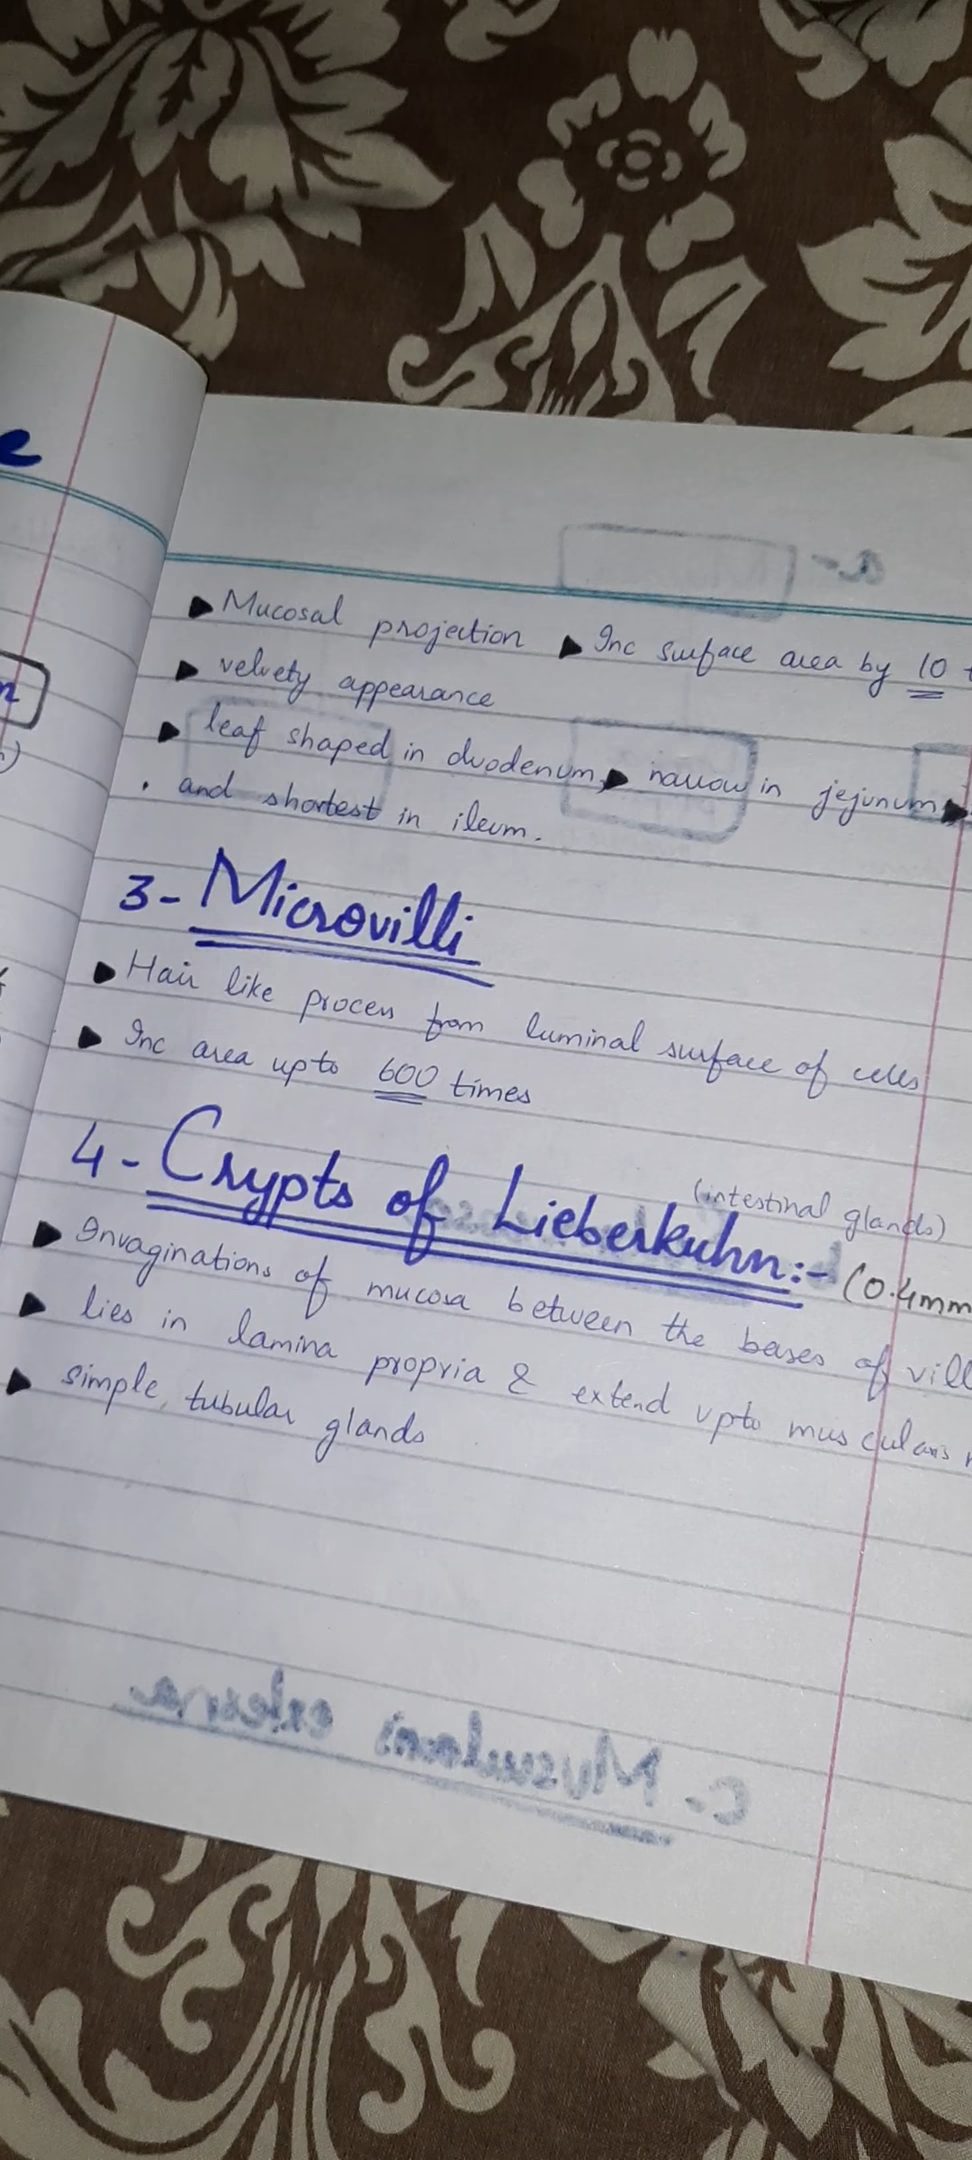 ▶ Mucosal projection ▶ Inc surface area by 10
▶ velvety appearance
▶ leaf shaped in duodenum, ▶ narrow in jejunum ▶
. and shortest in ileum.
3- Microvilli
▶ Hair like process from luminal surface of cells
▶ Inc area upto 600 times
(intestinal glands)
4- Crypts of Lieberkuhn:- (0.4mm
▶ Invaginations of mucosa between the bases of vill
▶ lies in lamina propria & extend upto muscularis
▶ simple, tubular glands
C. Muscularis externa